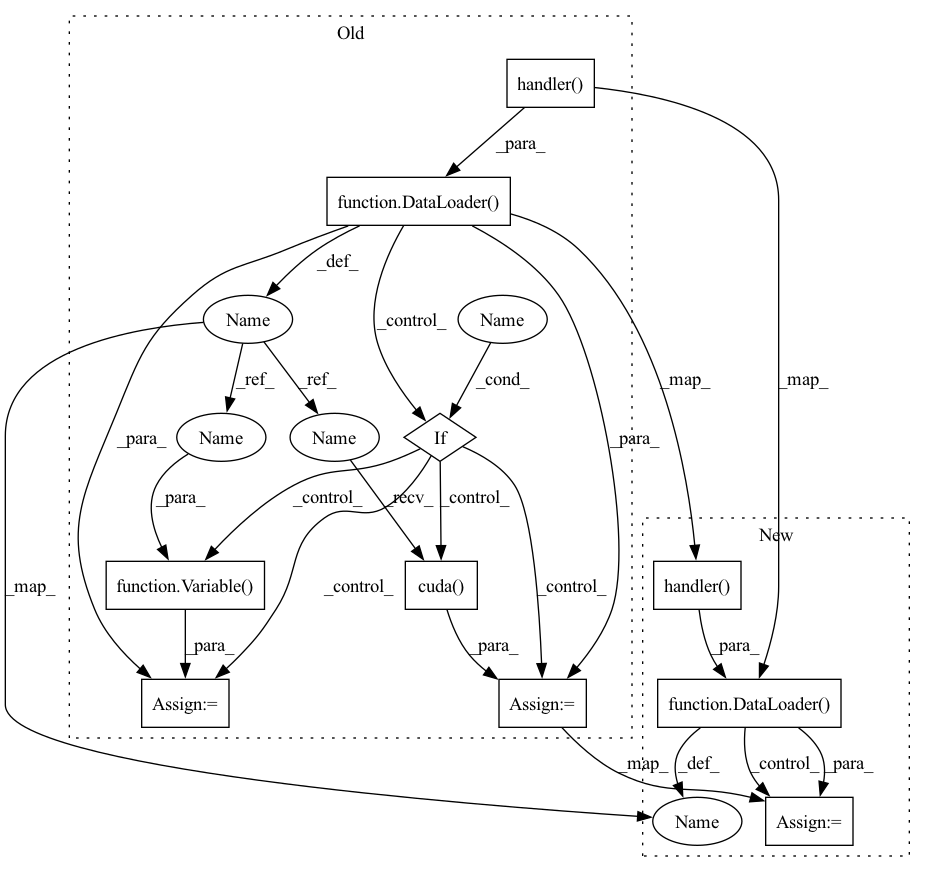 Old
handler()
_para_
function.DataLoader()
_def_
Name
Name
_control_
_cond_
_map_
_map_
_ref_
_ref_
Name
Name
If
_para_
_para_
_para_
_control_
_recv_
_control_
New
_map_
function.Variable()
_control_
cuda()
_control_
handler()
_para_
_para_
_para_
Assign:=
Assign:=
function.DataLoader()
_map_
_def_
_control_
_para_
Name
Assign:=